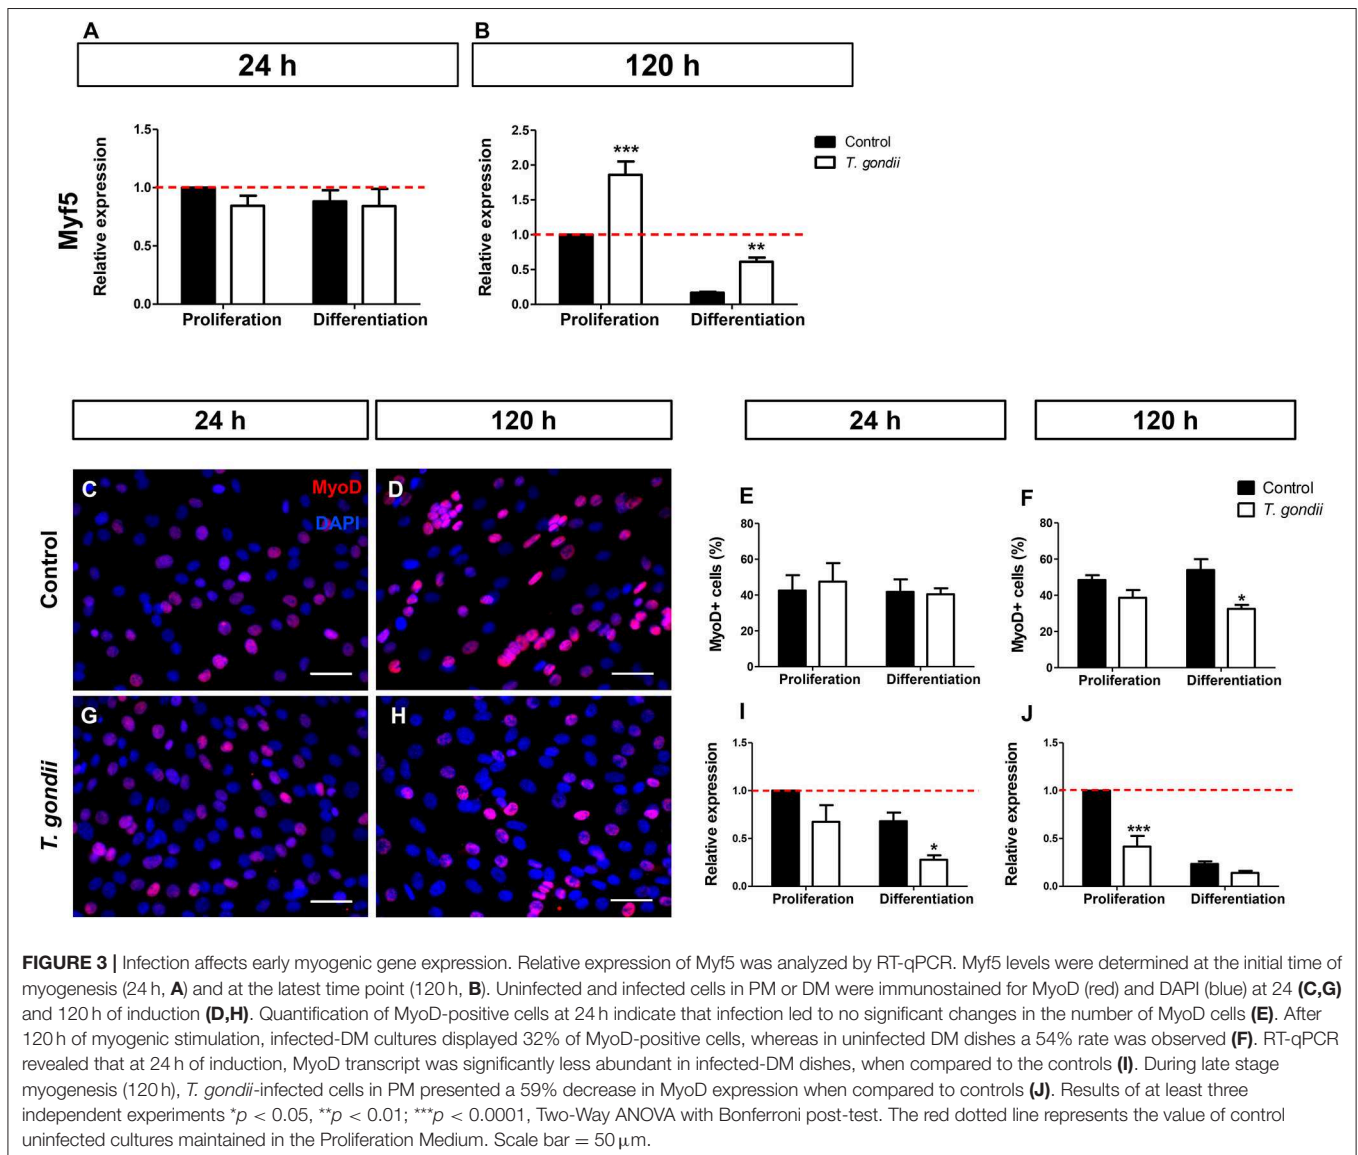 A
B
24 h
120 h
Myf5
Relative expression
1.5
1.0
0.5
0.0
Proliferation
Differentiation
Relative expression
2.5
2.0
1.5
1.0
0.5
0.0
***
**
Proliferation
Differentiation
Control
T. gondii
24 h
120 h
24 h
120 h
Control
C
MyoD
DAPI
D
T. gondii
G
H
E
MyoD+ cells (%)
80
60
40
20
0
Proliferation
Differentiation
F
MyoD+ cells (%)
80
60
40
20
0
*
Proliferation
Differentiation
Control
T. gondii
I
Relative expression
1.5
1.0
0.5
0.0
*
Proliferation
Differentiation
J
Relative expression
1.5
1.0
0.5
0.0
***
Proliferation
Differentiation
FIGURE 3 | Infection affects early myogenic gene expression. Relative expression of Myf5 was analyzed by RT-qPCR. Myf5 levels were determined at the initial time of
myogenesis (24 h, A) and at the latest time point (120 h, B). Uninfected and infected cells in PM or DM were immunostained for MyoD (red) and DAPI (blue) at 24 (C,G)
and 120 h of induction (D,H). Quantification of MyoD-positive cells at 24 h indicate that infection led to no significant changes in the number of MyoD cells (E). After
120 h of myogenic stimulation, infected-DM cultures displayed 32% of MyoD-positive cells, whereas in uninfected DM dishes a 54% rate was observed (F). RT-qPCR
revealed that at 24 h of induction, MyoD transcript was significantly less abundant in infected-DM dishes, when compared to the controls (I). During late stage
myogenesis (120 h), T. gondii-infected cells in PM presented a 59% decrease in MyoD expression when compared to controls (J). Results of at least three
independent experiments *p < 0.05, **p < 0.01; ***p < 0.0001, Two-Way ANOVA with Bonferroni post-test. The red dotted line represents the value of control
uninfected cultures maintained in the Proliferation Medium. Scale bar = 50 μm.